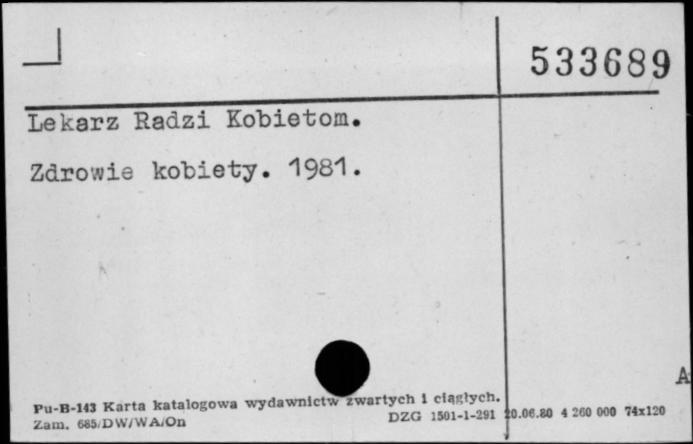 533689
Lekarz Radzi Kobietom.
Zdrowie kobiety. 1981.
A
Pu-B-143 Karta katalogowa wydawnictw zwartych i ciągłych.
Zam. 685/DW/WA/On DZG 1501-1-291 20.06.80 4 260 000 74x120